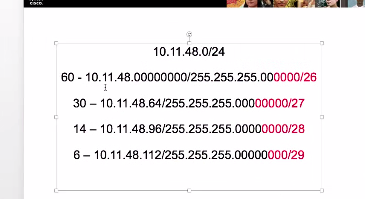 CISCO.
10.11.48.0/24
60 - 10.11.48.00000000/255.255.255.000000/26
30 – 10.11.48.64/255.255.255.00000000/27
14 – 10.11.48.96/255.255.255.00000000/28
6 – 10.11.48.112/255.255.255.00000000/29